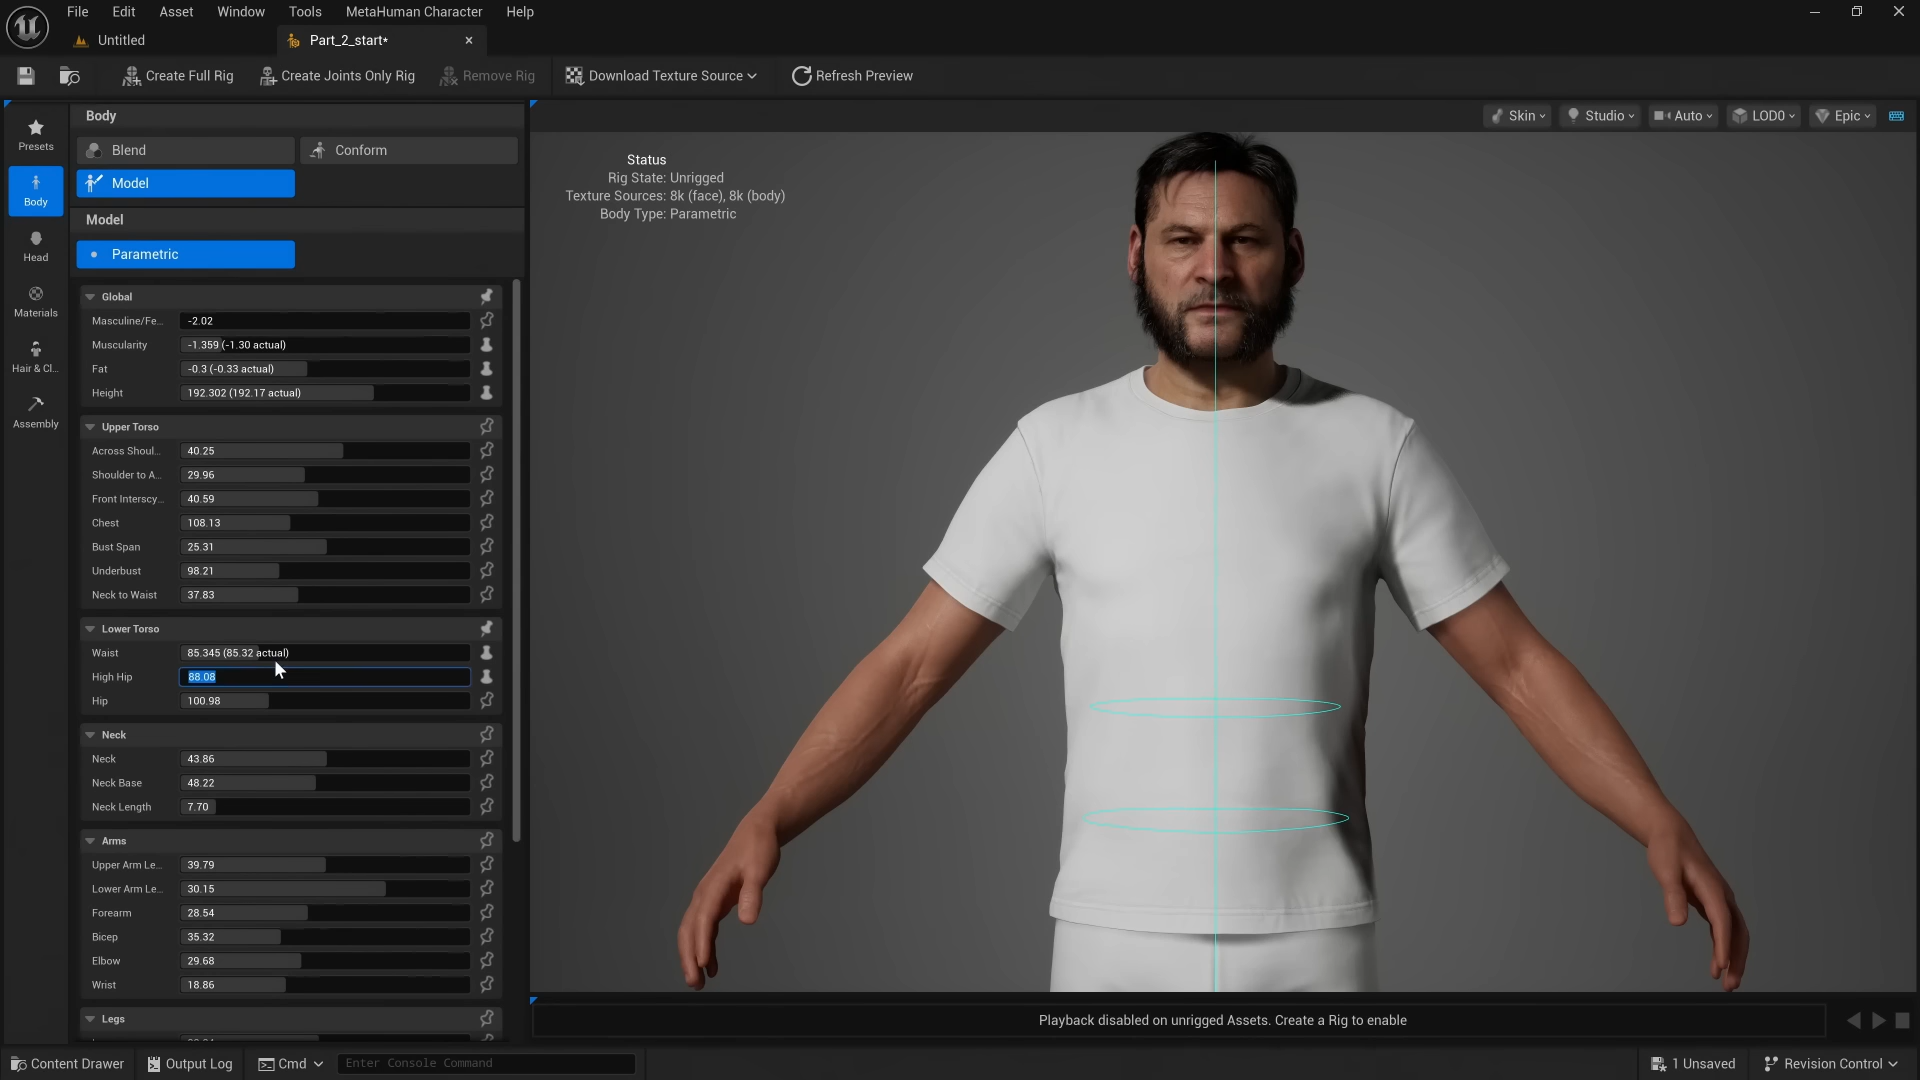 File Edit Asset Window Tools MetaHuman Character Help
Untitled Part_2_start*
Create Full Rig Create Joints Only Rig Remove Rig Download Texture Source Refresh Preview
Presets
Body
Head
Materials
Hair & Cl...
Assembly
Body
Blend Conform
Model
Model
Parametric
Global
Masculine/Fe... -2.02
Muscularity -1.359 (-1.30 actual)
Fat -0.3 (-0.33 actual)
Height 192.302 (192.17 actual)
Upper Torso
Across Shoul... 40.25
Shoulder to A... 29.96
Front Interscy... 40.59
Chest 108.13
Bust Span 25.31
Underbust 98.21
Neck to Waist 37.83
Lower Torso
Waist 85.345 (85.32 actual)
High Hip 88.08
Hip 100.98
Neck
Neck 43.86
Neck Base 48.22
Neck Length 7.70
Arms
Upper Arm Le... 39.79
Lower Arm Le... 30.15
Forearm 28.54
Bicep 35.32
Elbow 29.68
Wrist 18.86
Legs
Skin Studio Auto LOD0 Epic
Status
Rig State: Unrigged
Texture Sources: 8k (face), 8k (body)
Body Type: Parametric
Playback disabled on unrigged Assets. Create a Rig to enable
Content Drawer Output Log Cmd Enter Console Command 1 Unsaved Revision Control